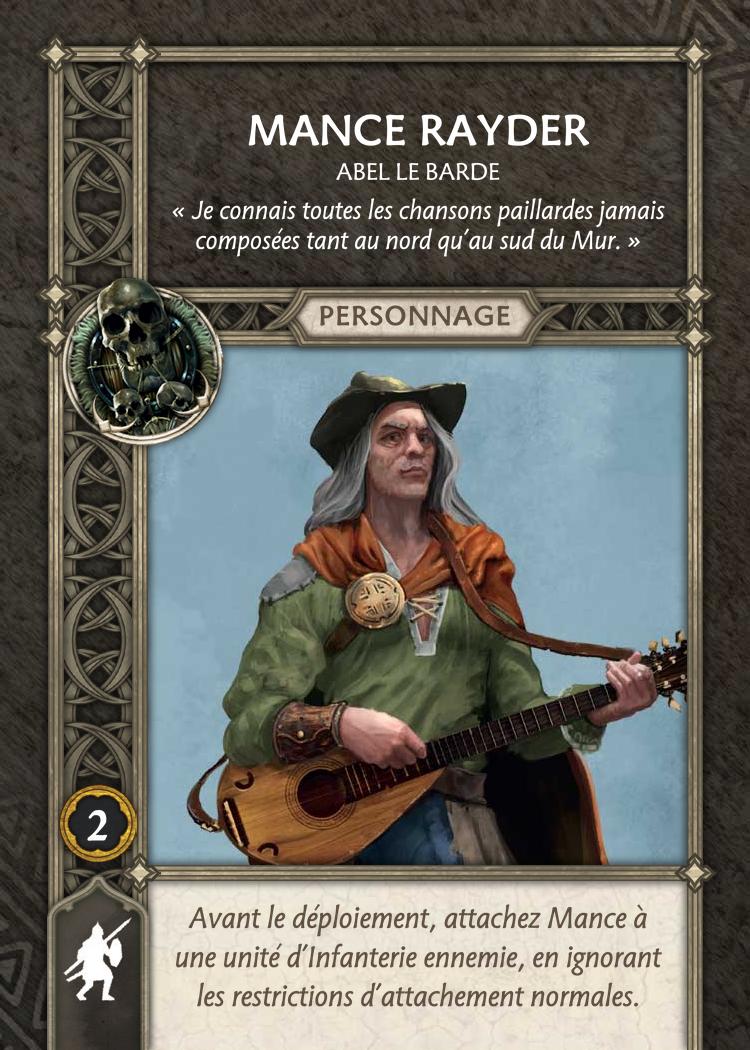 MANCE RAYDER
ABEL LE BARDE
« Je connais toutes les chansons paillardes jamais
composées tant au nord qu'au sud du Mur. »
PERSONNAGE
2
Avant le déploiement, attachez Mance à
une unité d'Infanterie ennemie, en ignorant
les restrictions d'attachement normales.